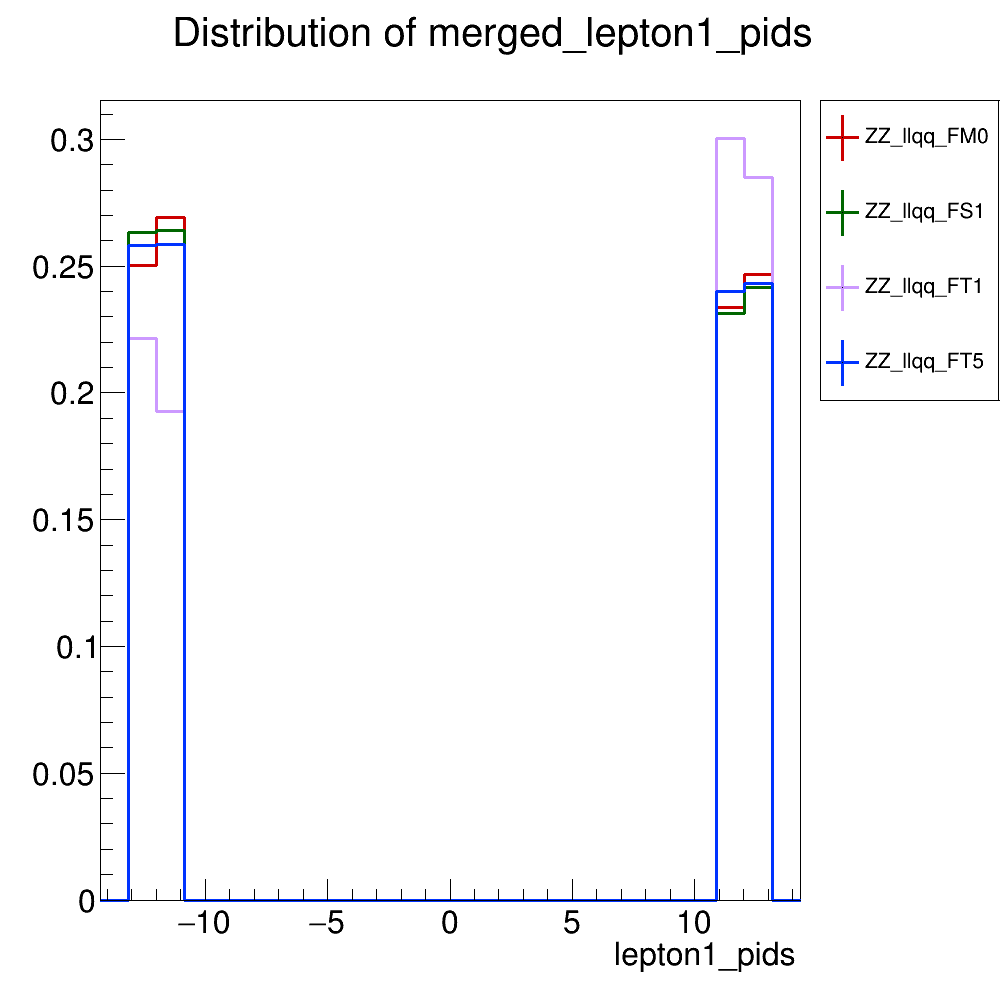 Distribution of merged_lepton1_pids
0.3
0.25
0.2
0.15
0.1
0.05
0
−10 −5 0 5 10
lepton1_pids
ZZ_llqq_FM0
ZZ_llqq_FS1
ZZ_llqq_FT1
ZZ_llqq_FT5